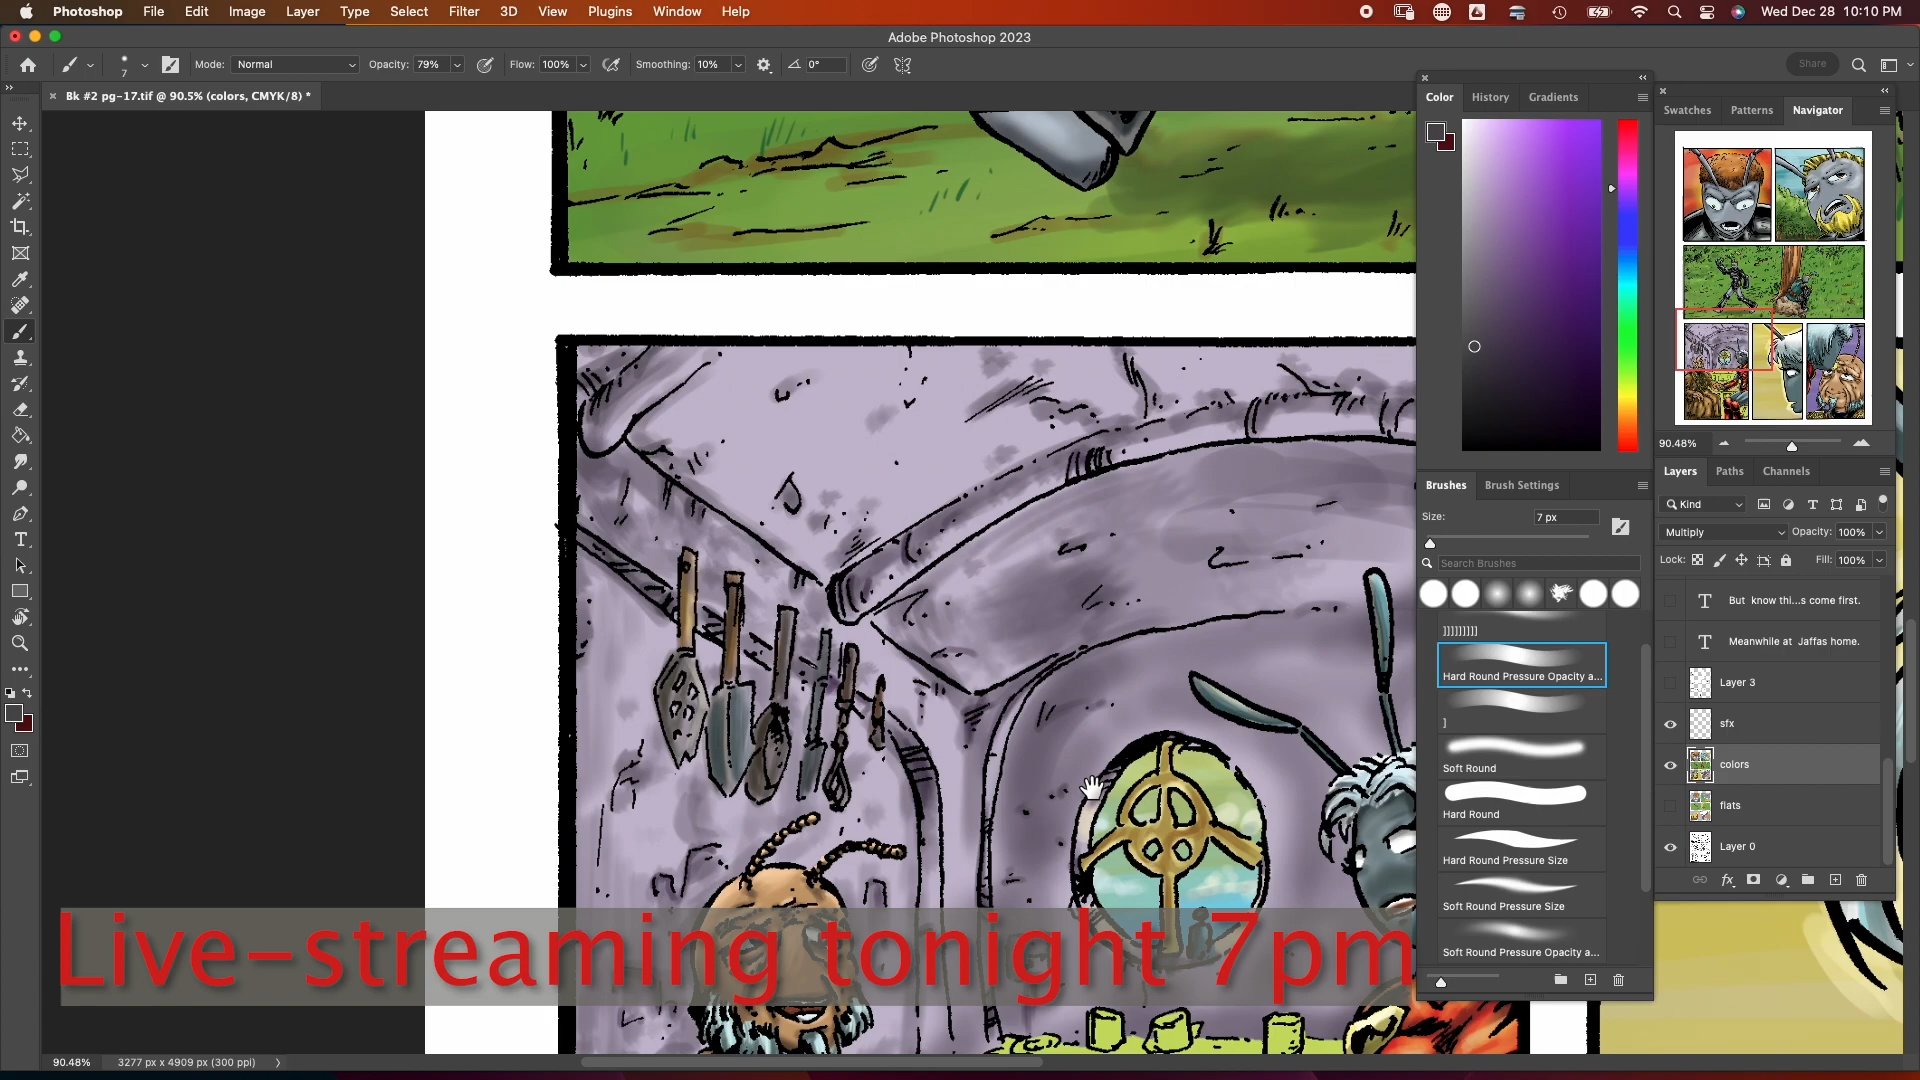 Photoshop File Edit Image Layer Type Select Filter 3D View Plugins Window Help Wed Dec 28 10:10 PM
Adobe Photoshop 2023
7 Mode: Normal Opacity: 79% Flow: 100% Smoothing: 10% 0° Share
× Bk #2 pg-17.tif @ 90.5% (colors, CMYK/8) *
Color History Gradients
Swatches Patterns Navigator
90.48%
Layers Paths Channels
Brushes Brush Settings
Size: 7 px
Search Brushes
]]]]]]]]]
Hard Round Pressure Opacity a...
]
Soft Round
Hard Round
Hard Round Pressure Size
Soft Round Pressure Size
Soft Round Pressure Opacity a...
Kind
Multiply Opacity: 100%
Lock: Fill: 100%
T But know thi...s come first.
T Meanwhile at Jaffas home.
Layer 3
sfx
colors
flats
Layer 0
fx
Live-streaming tonight 7pm
90.48% 3277 px x 4909 px (300 ppi)